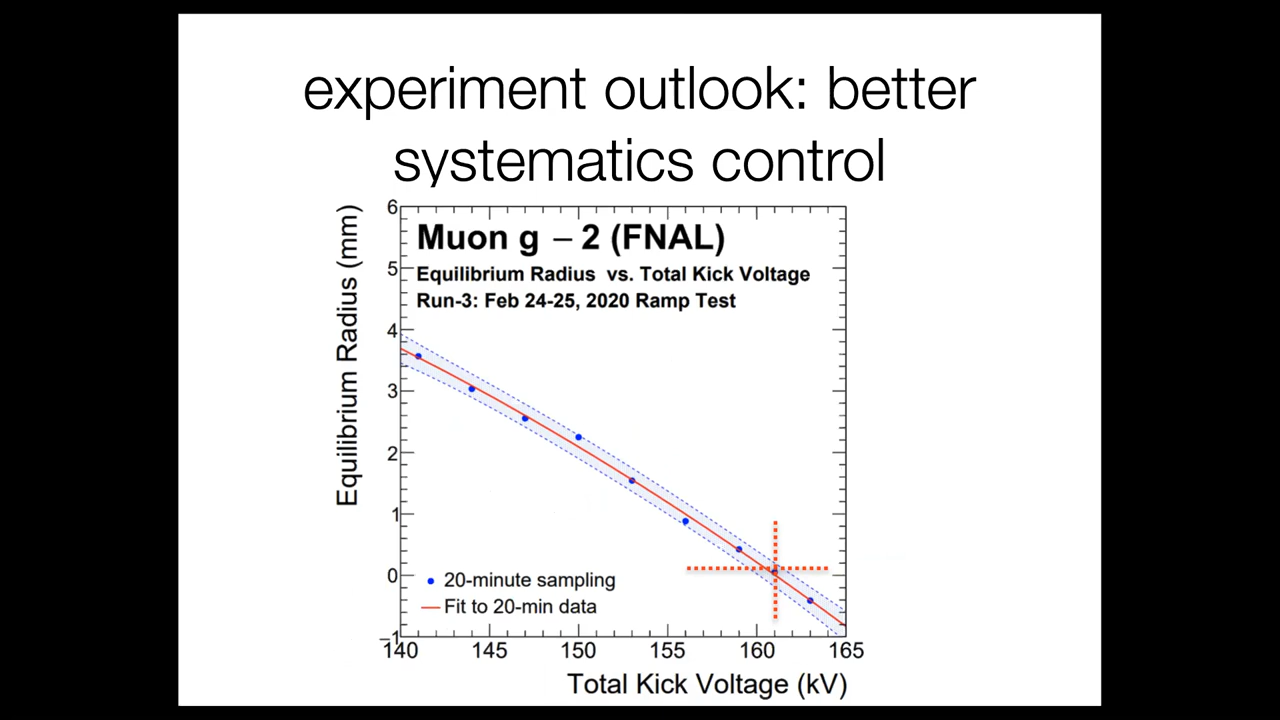 experiment outlook: better
systematics control
Muon g – 2 (FNAL)
Equilibrium Radius vs. Total Kick Voltage
Run-3: Feb 24-25, 2020 Ramp Test
Equilibrium Radius (mm)
6
5
4
3
2
1
0
–1
20-minute sampling
Fit to 20-min data
140 145 150 155 160 165
Total Kick Voltage (kV)